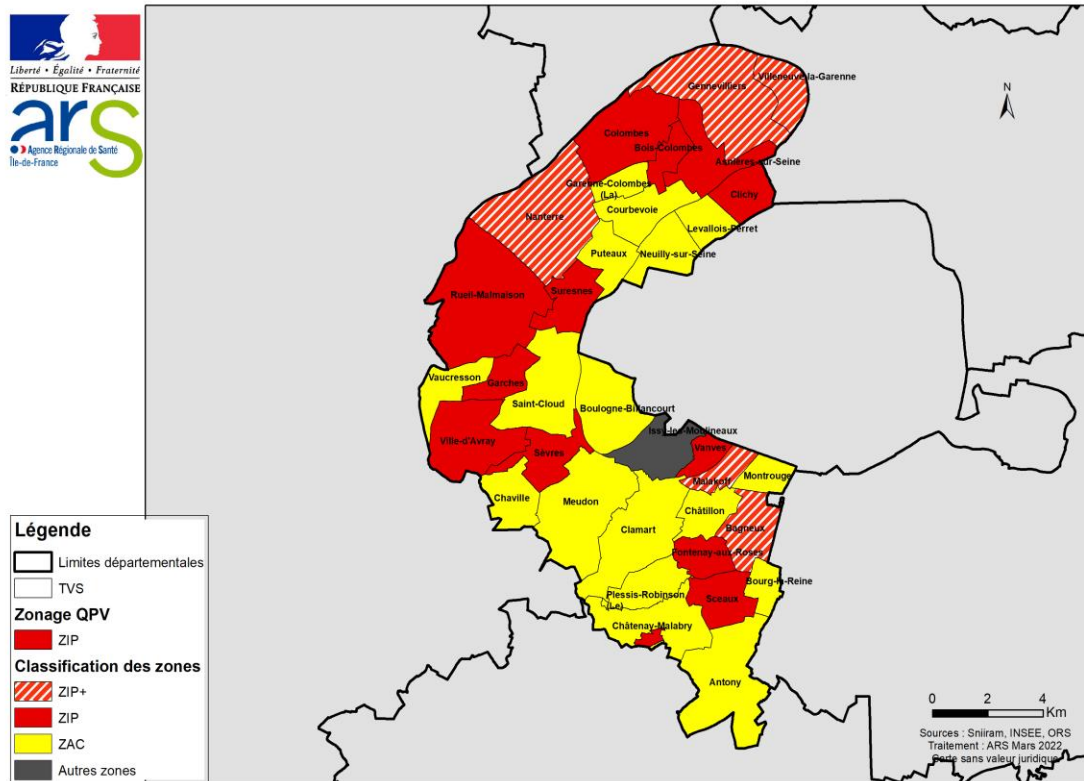 Liberté • Égalité • Fraternité
RÉPUBLIQUE FRANÇAISE
ars
Agence Régionale de Santé
Île-de-France
N
Villeneuve-la-Garenne
Gennevilliers
Colombes
Bois-Colombes
Asnières-sur-Seine
Clichy
Garenne-Colombes
(La)
Courbevoie
Levallois-Perret
Nanterre
Puteaux
Neuilly-sur-Seine
Rueil-Malmaison
Suresnes
Vaucresson
Garches
Saint-Cloud
Boulogne-Billancourt
Issy-les-Moulineaux
Ville-d'Avray
Sèvres
Vanves
Malakoff
Montrouge
Chaville
Meudon
Châtillon
Clamart
Bagneux
Fontenay-aux-Roses
Bourg-la-Reine
Plessis-Robinson
(Le)
Sceaux
Châtenay-Malabry
Antony
Légende
Limites départementales
TVS
Zonage QPV
ZIP
Classification des zones
ZIP+
ZIP
ZAC
Autres zones
0 2 4
Km
Sources : Sniiram, INSEE, ORS
Traitement : ARS Mars 2022
Carte sans valeur juridique